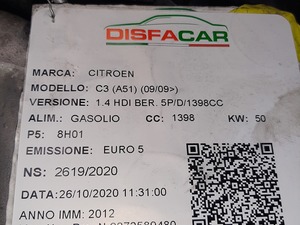 DISFACAR
MARCA: CITROEN
MODELLO: C3 (A51) (09/09>)
VERSIONE: 1.4 HDI BER. 5P/D/1398CC
ALIM.: GASOLIO CC: 1398 KW: 50
P5: 8H01
EMISSIONE: EURO 5
NS: 2619/2020
DATA:26/10/2020 11:31:00
ANNO IMM: 2012